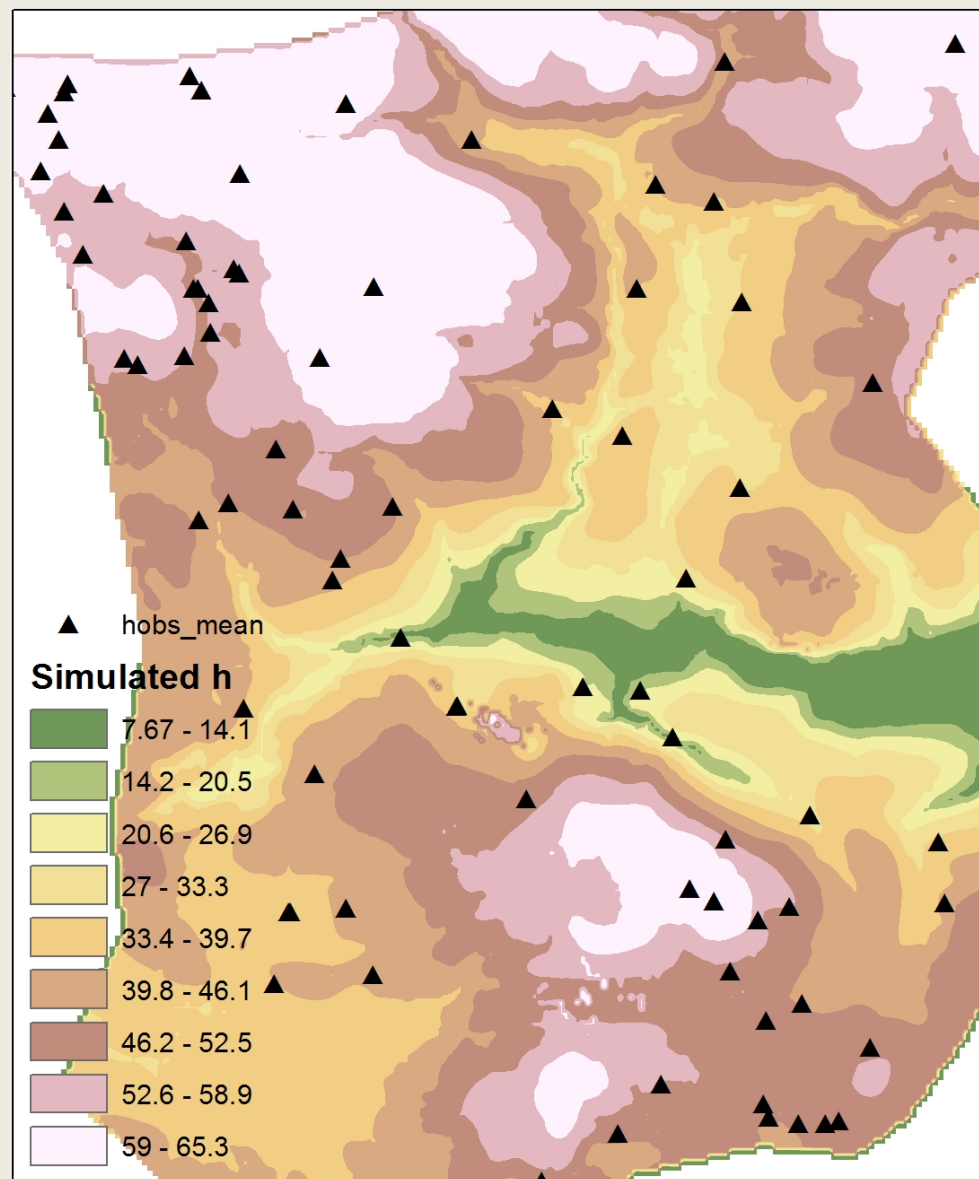 hobs_mean
Simulated h
7.67 - 14.1
14.2 - 20.5
20.6 - 26.9
27 - 33.3
33.4 - 39.7
39.8 - 46.1
46.2 - 52.5
52.6 - 58.9
59 - 65.3